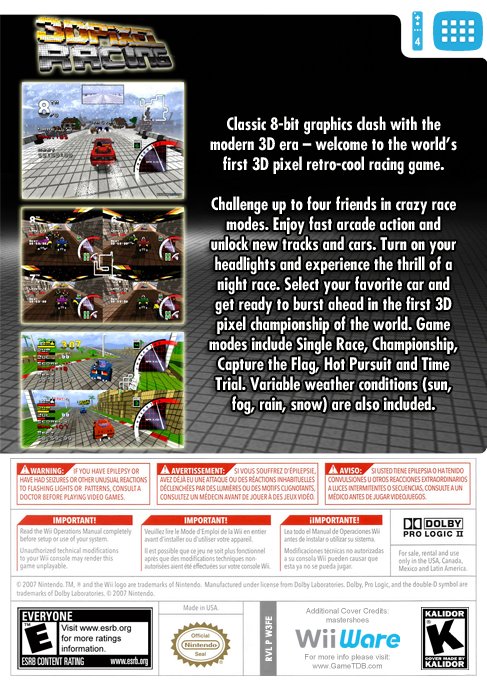 3DPIXEL
RACING
4
Classic 8-bit graphics clash with the
modern 3D era – welcome to the world's
first 3D pixel retro-cool racing game.
Challenge up to four friends in crazy race
modes. Enjoy fast arcade action and
unlock new tracks and cars. Turn on your
headlights and experience the thrill of a
night race. Select your favorite car and
get ready to burst ahead in the first 3D
pixel championship of the world. Game
modes include Single Race, Championship,
Capture the Flag, Hot Pursuit and Time
Trial. Variable weather conditions (sun,
fog, rain, snow) are also included.
WARNING: IF YOU HAVE EPILEPSY OR
HAVE HAD SEIZURES OR OTHER UNUSUAL REACTIONS
TO FLASHING LIGHTS OR PATTERNS, CONSULT A
DOCTOR BEFORE PLAYING VIDEO GAMES.
AVERTISSEMENT: SI VOUS SOUFFREZ D'ÉPILEPSIE,
AVEZ DÉJÀ EU UNE ATTAQUE OU DES RÉACTIONS INHABITUELLES
DÉCLENCHÉES PAR DES LUMIÈRES OU DES MOTIFS CLIGNOTANTS,
CONSULTEZ UN MÉDECIN AVANT DE JOUER À DES JEUX VIDÉO.
AVISO: SI USTED TIENE EPILEPSIA O HA TENIDO
CONVULSIONES U OTROS REACCIONES EXTRAORDINARIOS
A LUCES INTERMITENTES O SECUENCIAS, CONSULTE A UN
MÉDICO ANTES DE JUGAR VIDEOJUEGOS.
IMPORTANT!
Read the Wii Operations Manual completely
before setup or use of your system.
Unauthorized technical modifications
to your Wii console may render this
game unplayable.
IMPORTANT!
Veuillez lire le Mode d'Emploi de la Wii en entier
avant d'installer ou d'utiliser votre appareil.
Il est possible que ce jeu ne soit plus fonctionnel
après que des modifications techniques non-
autorisées aient été effectuées sur votre console Wii.
¡IMPORTANT!
Lea todo el Manual de Operaciones Wii
antes de instalar o utilizar su sistema.
Modificaciones técnicas no autorizadas
a su consola Wii pueden causar que
esta ya no se pueda jugar.
DOLBY
PRO LOGIC II
For sale, rental and use
only in the USA, Canada,
Mexico and Latin America.
© 2007 Nintendo.TM, ® and the Wii logo are trademarks of Nintendo. Manufactured under license from Dolby Laboratories. Dolby, Pro Logic, and the double-D symbol are
trademarks of Dolby Laboratories. © 2007 Nintendo.
EVERYONE
E
Visit www.esrb.org
for more ratings
information.
ESRB CONTENT RATING
www.esrb.org
Made in USA.
Official
Nintendo
Seal
RVL P W3FE
Additional Cover Credits
mastershoes
WiiWare
For more info please visit
www.GameTDB.com
KALIDOR
K
COVER MADE BY
KALIDOR